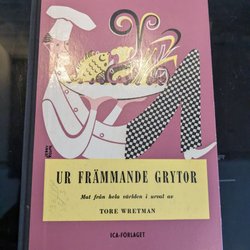 UR FRÄMMANDE GRYTOR
Mat från hela världen i urval av
TORE WRETMAN
ICA-FÖRLAGET